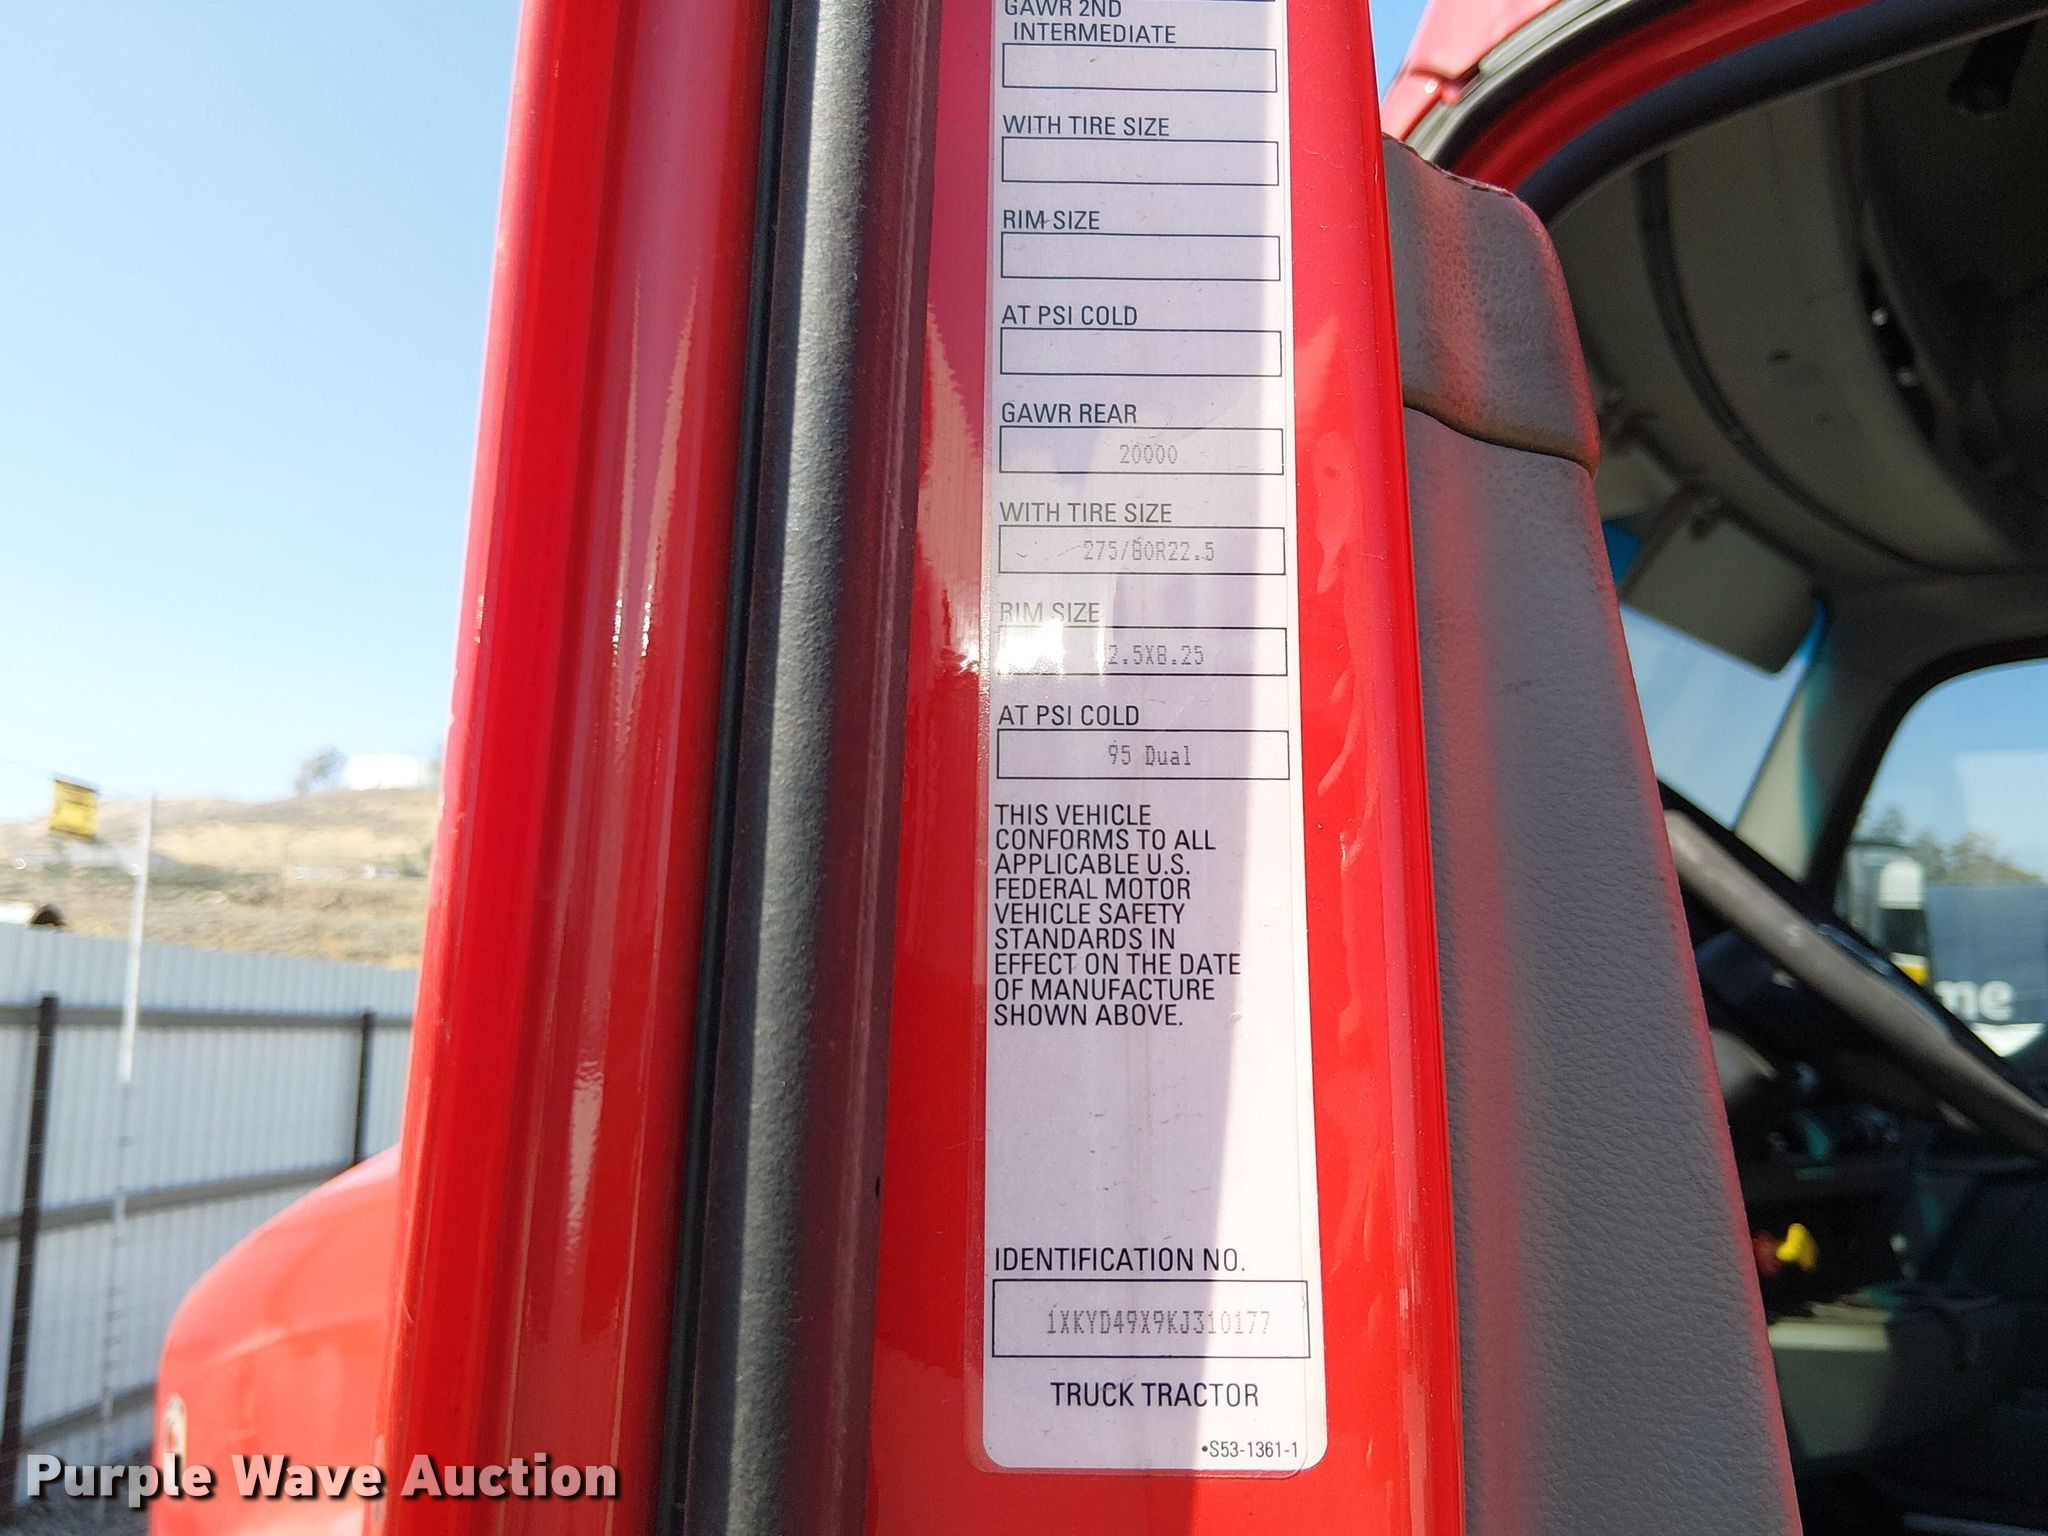 GAWR 2ND
INTERMEDIATE
WITH TIRE SIZE
RIM SIZE
AT PSI COLD
GAWR REAR
20000
WITH TIRE SIZE
275/80R22.5
RIM SIZE
2.5X8.25
AT PSI COLD
95 Dual
THIS VEHICLE
CONFORMS TO ALL
APPLICABLE U.S.
FEDERAL MOTOR
VEHICLE SAFETY
STANDARDS IN
EFFECT ON THE DATE
OF MANUFACTURE
SHOWN ABOVE.
IDENTIFICATION NO.
1XKYD49X9KJ310177
TRUCK TRACTOR
•S53-1361-1
me
Purple Wave Auction